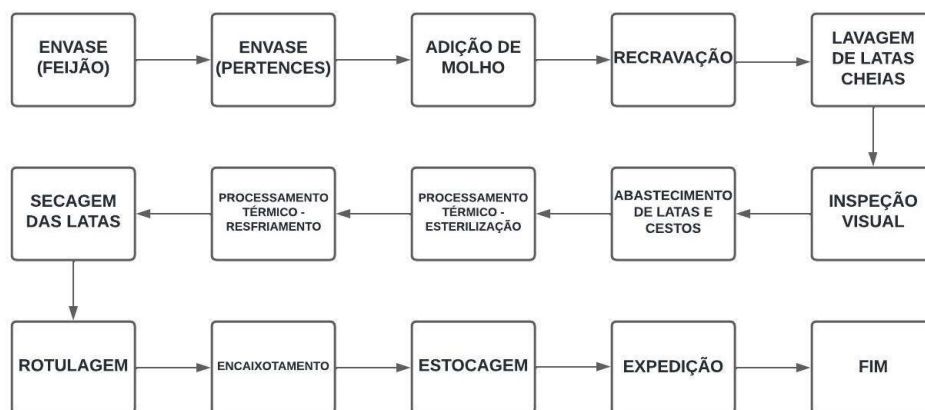 ENVASE
(FEIJÃO)
ENVASE
(PERTENCES)
ADIÇÃO DE
MOLHO
RECRAVAÇÃO
LAVAGEM
DE LATAS
CHEIAS
INSPEÇÃO
VISUAL
ABASTECIMENTO
DE LATAS E
CESTOS
PROCESSAMENTO
TÉRMICO -
ESTERILIZAÇÃO
PROCESSAMENTO
TÉRMICO -
RESFRIAMENTO
SECAGEM
DAS LATAS
ROTULAGEM
ENCAIXOTAMENTO
ESTOCAGEM
EXPEDIÇÃO
FIM